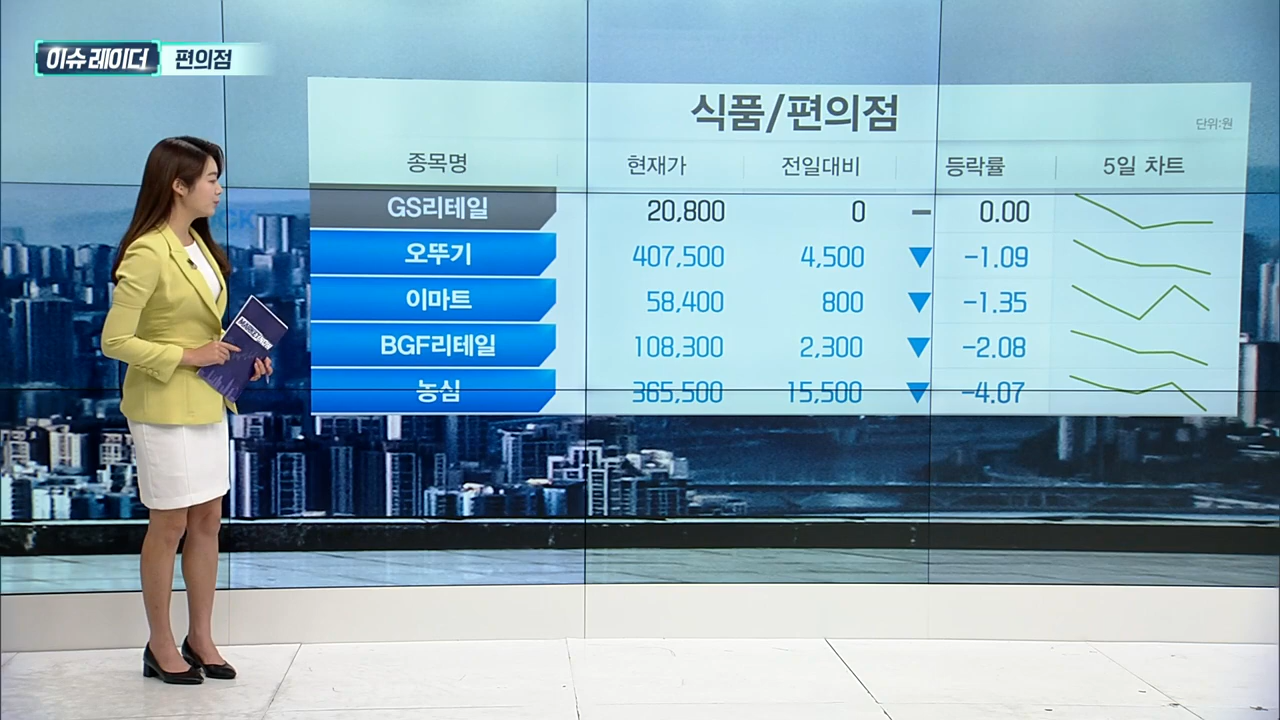 이슈 레이더 편의점
식품/편의점
단위:원
종목명 현재가 전일대비 등락률 5일 차트
GS리테일 20,800 0 0.00
오뚜기 407,500 4,500 ▼ -1.09
이마트 58,400 800 ▼ -1.35
BGF리테일 108,300 2,300 ▼ -2.08
농심 365,500 15,500 ▼ -4.07